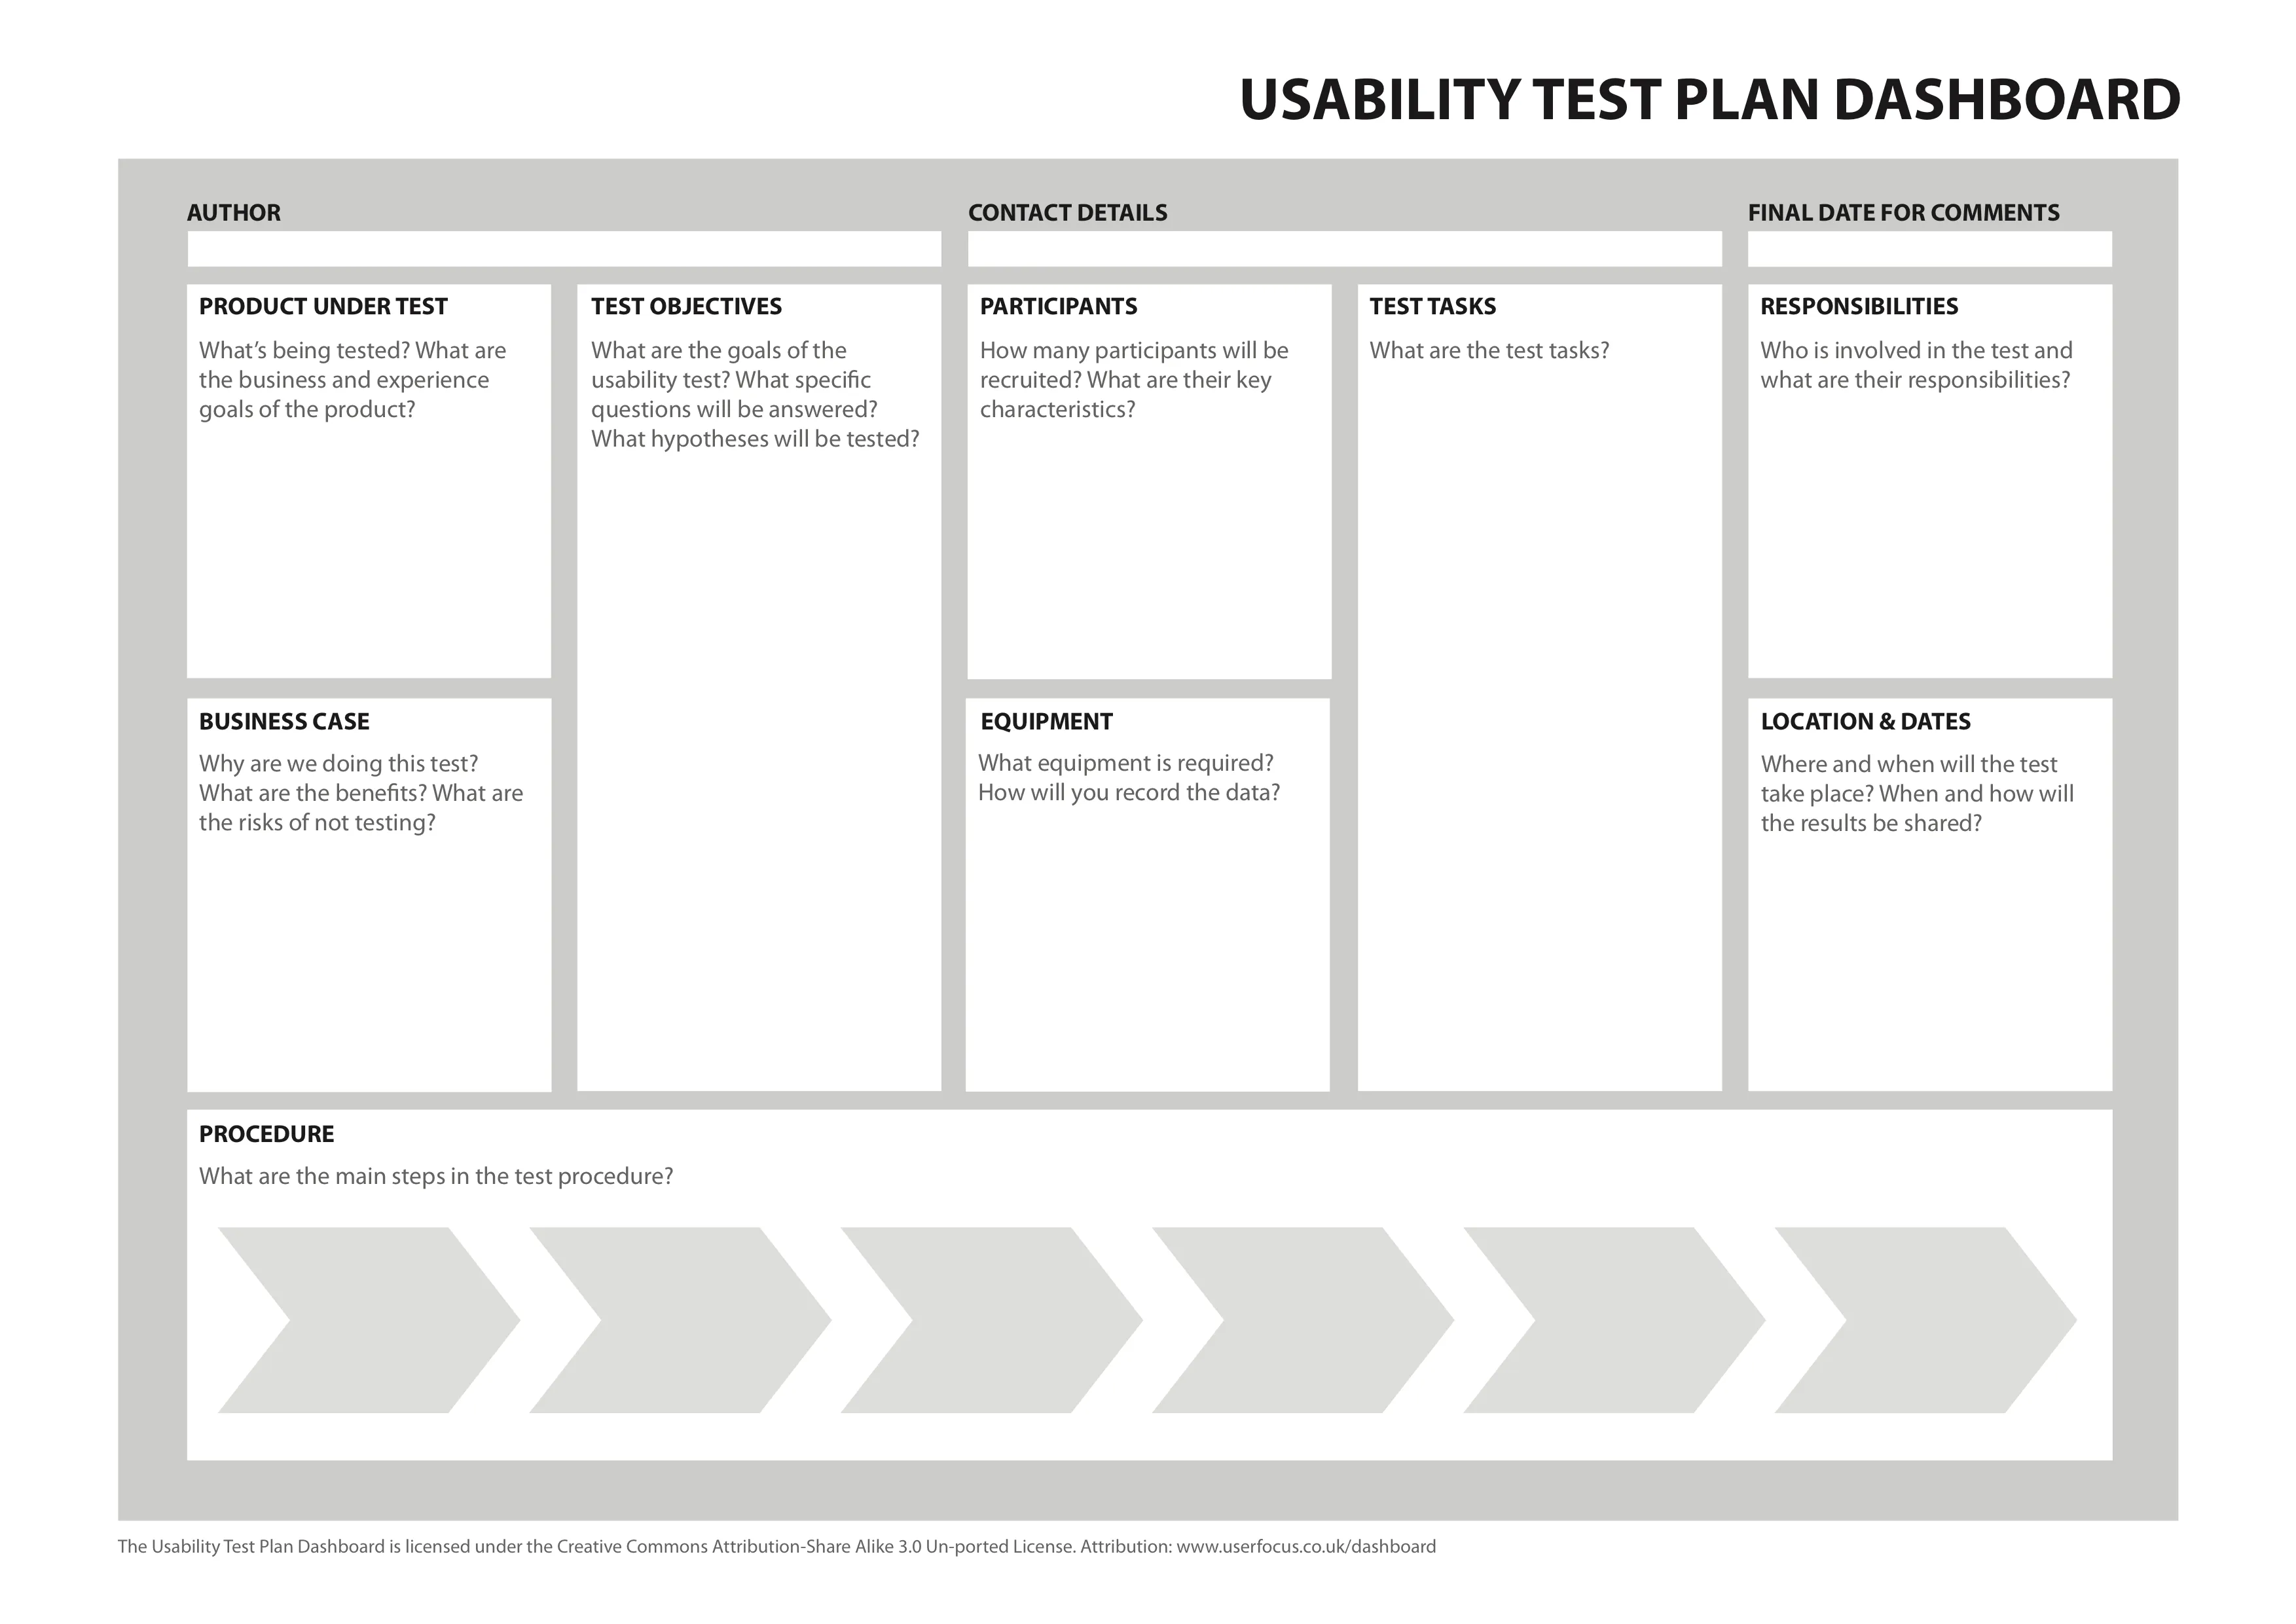 USABILITY TEST PLAN DASHBOARD
AUTHOR
CONTACT DETAILS
FINAL DATE FOR COMMENTS
PRODUCT UNDER TEST
What’s being tested? What are
the business and experience
goals of the product?
TEST OBJECTIVES
What are the goals of the
usability test? What specific
questions will be answered?
What hypotheses will be tested?
PARTICIPANTS
How many participants will be
recruited? What are their key
characteristics?
TEST TASKS
What are the test tasks?
RESPONSIBILITIES
Who is involved in the test and
what are their responsibilities?
BUSINESS CASE
Why are we doing this test?
What are the benefits? What are
the risks of not testing?
EQUIPMENT
What equipment is required?
How will you record the data?
LOCATION & DATES
Where and when will the test
take place? When and how will
the results be shared?
PROCEDURE
What are the main steps in the test procedure?
The Usability Test Plan Dashboard is licensed under the Creative Commons Attribution-Share Alike 3.0 Un-ported License. Attribution: www.userfocus.co.uk/dashboard